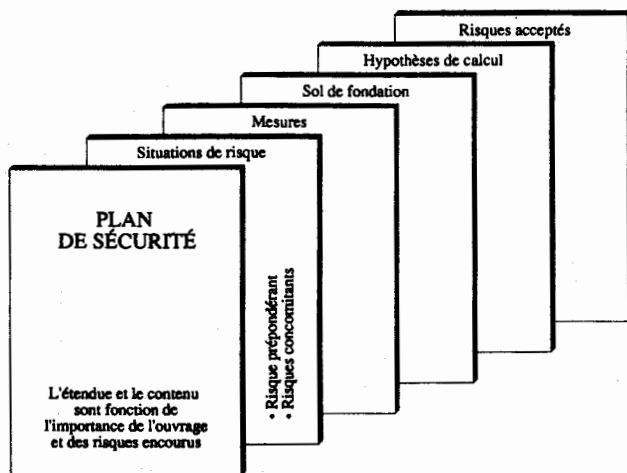 Risques acceptés
Hypothèses de calcul
Sol de fondation
Mesures
Situations de risque
PLAN
DE SÉCURITÉ
• Risque prépondérant
• Risques concomitants
L'étendue et le contenu
sont fonction de
l'importance de l'ouvrage
et des risques encourus